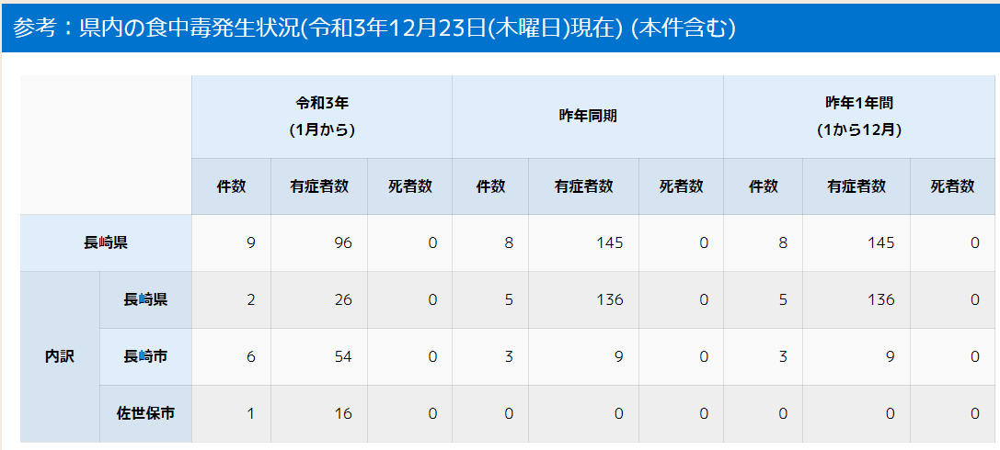 参考：県内の食中毒発生状況(令和3年12月23日(木曜日)現在) (本件含む)
令和3年
(1月から)
昨年同期
昨年1年間
(1から12月)
件数 有症者数 死者数 件数 有症者数 死者数 件数 有症者数 死者数
長崎県 9 96 0 8 145 0 8 145 0
内訳
長崎県 2 26 0 5 136 0 5 136 0
長崎市 6 54 0 3 9 0 3 9 0
佐世保市 1 16 0 0 0 0 0 0 0